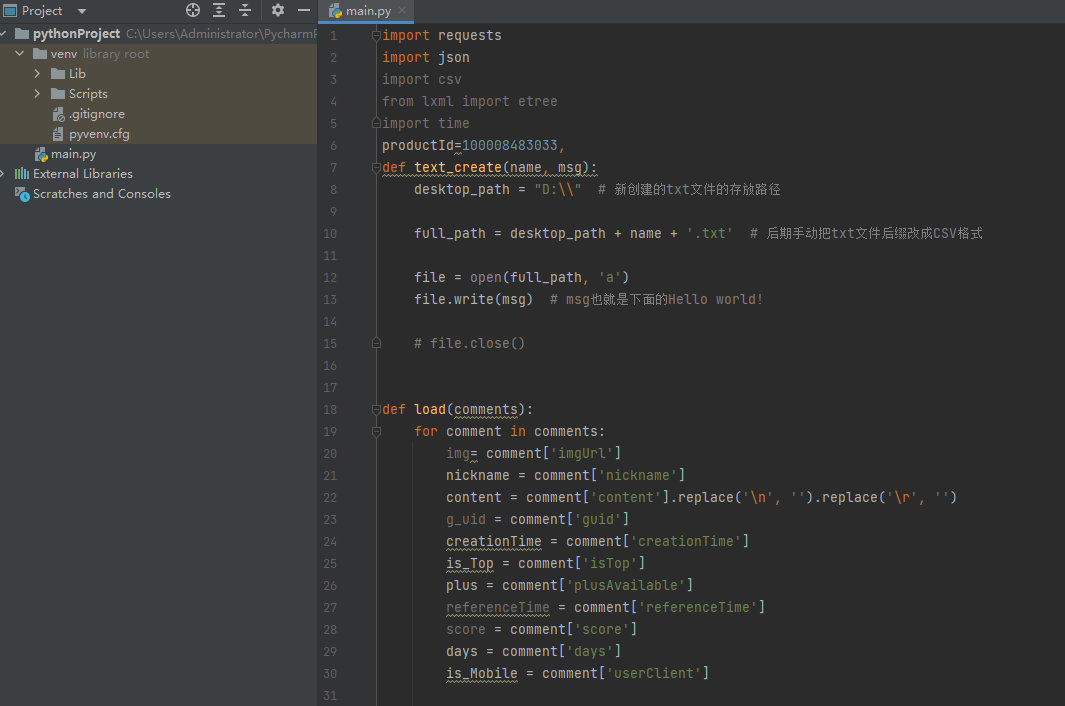 Project
main.py
pythonProject C:\Users\Administrator\PycharmP
venv library root
Lib
Scripts
.gitignore
pyvenv.cfg
main.py
External Libraries
Scratches and Consoles
1 import requests
2 import json
3 import csv
4 from lxml import etree
5 import time
6 productId=100008483033,
7 def text_create(name, msg):
8 desktop_path = "D:\\" # 新创建的txt文件的存放路径
9
10 full_path = desktop_path + name + '.txt' # 后期手动把txt文件后缀改成CSV格式
11
12 file = open(full_path, 'a')
13 file.write(msg) # msg也就是下面的Hello world!
14
15 # file.close()
16
17
18 def load(comments):
19 for comment in comments:
20 img= comment['imgUrl']
21 nickname = comment['nickname']
22 content = comment['content'].replace('\n', '').replace('\r', '')
23 g_uid = comment['guid']
24 creationTime = comment['creationTime']
25 is_Top = comment['isTop']
26 plus = comment['plusAvailable']
27 referenceTime = comment['referenceTime']
28 score = comment['score']
29 days = comment['days']
30 is_Mobile = comment['userClient']
31